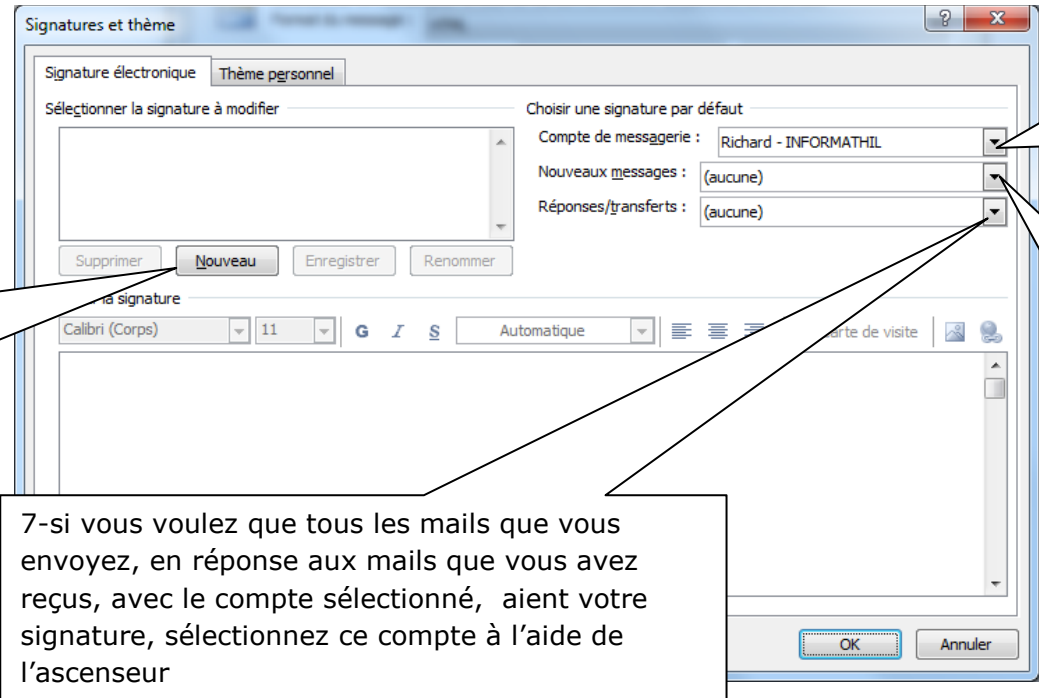 Signatures et thème
Signature électronique
Thème personnel
Sélectionner la signature à modifier
Choisir une signature par défaut
Compte de messagerie :
Richard - INFORMATHIL
Nouveaux messages :
(aucune)
Réponses/transferts :
(aucune)
Supprimer
Nouveau
Enregistrer
Renommer
la signature
Calibri (Corps)
11
G
I
S
Automatique
arte de visite
7-si vous voulez que tous les mails que vous
envoyez, en réponse aux mails que vous avez
reçus, avec le compte sélectionné, aient votre
signature, sélectionnez ce compte à l’aide de
l’ascenseur
OK
Annuler